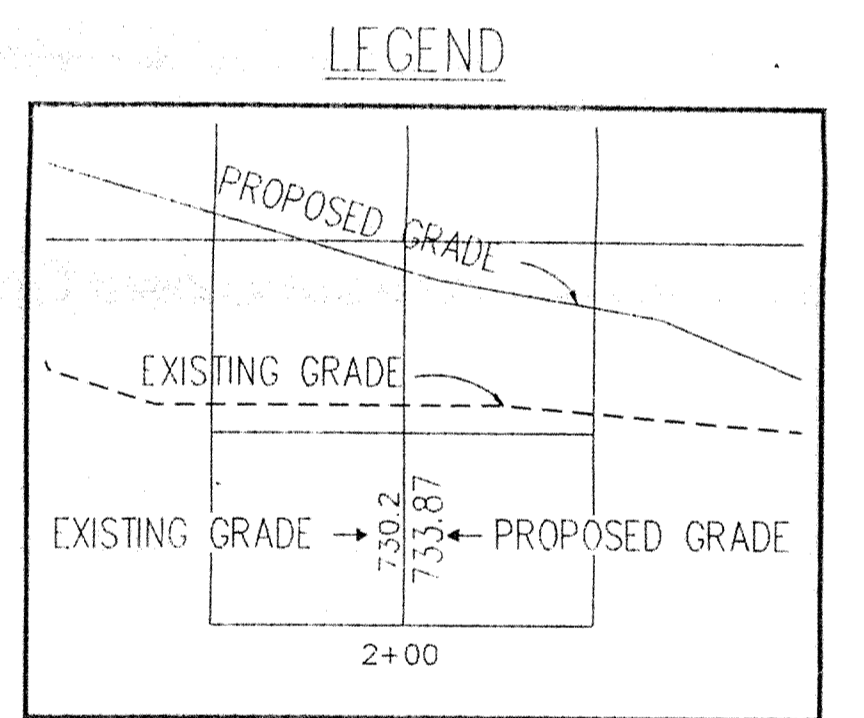 LEGEND
PROPOSED GRADE
EXISTING GRADE
EXISTING GRADE
730.2
733.87
PROPOSED GRADE
2+00